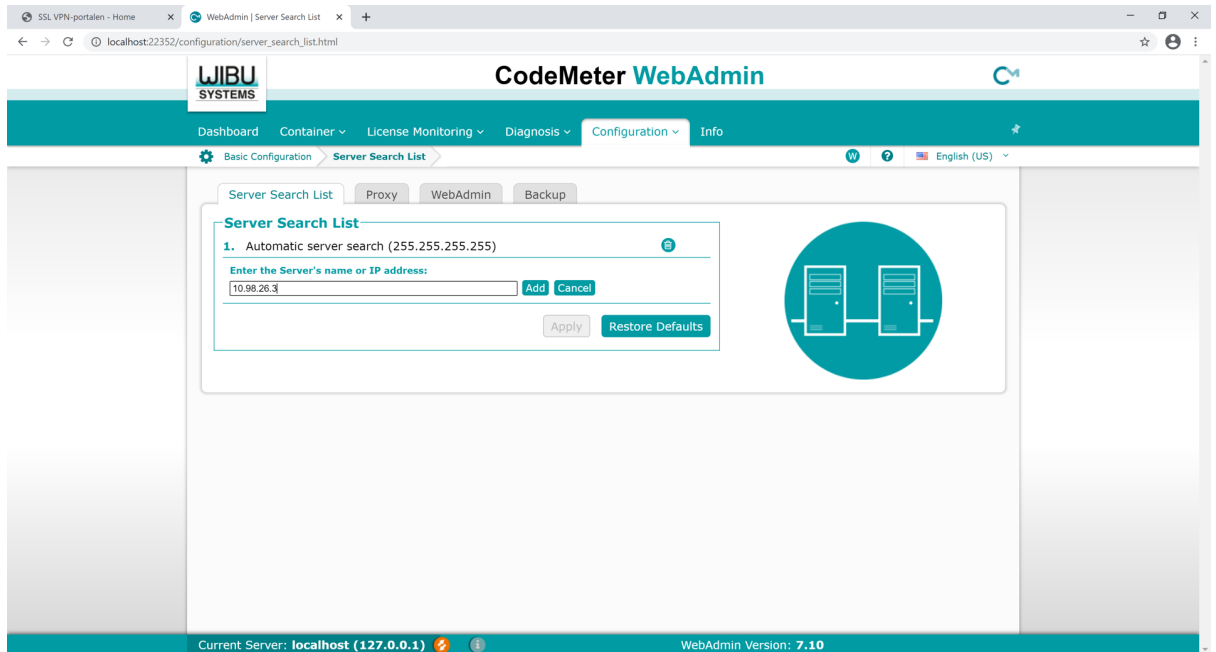 SSL VPN-portalen - Home
WebAdmin | Server Search List
localhost:22352/configuration/server_search_list.html
WIBU
SYSTEMS
CodeMeter WebAdmin
Dashboard Container License Monitoring Diagnosis Configuration Info
Basic Configuration Server Search List W ? English (US)
Server Search List Proxy WebAdmin Backup
Server Search List
1. Automatic server search (255.255.255.255)
Enter the Server's name or IP address:
10.98.26.3 Add Cancel
Apply Restore Defaults
Current Server: localhost (127.0.0.1) i WebAdmin Version: 7.10